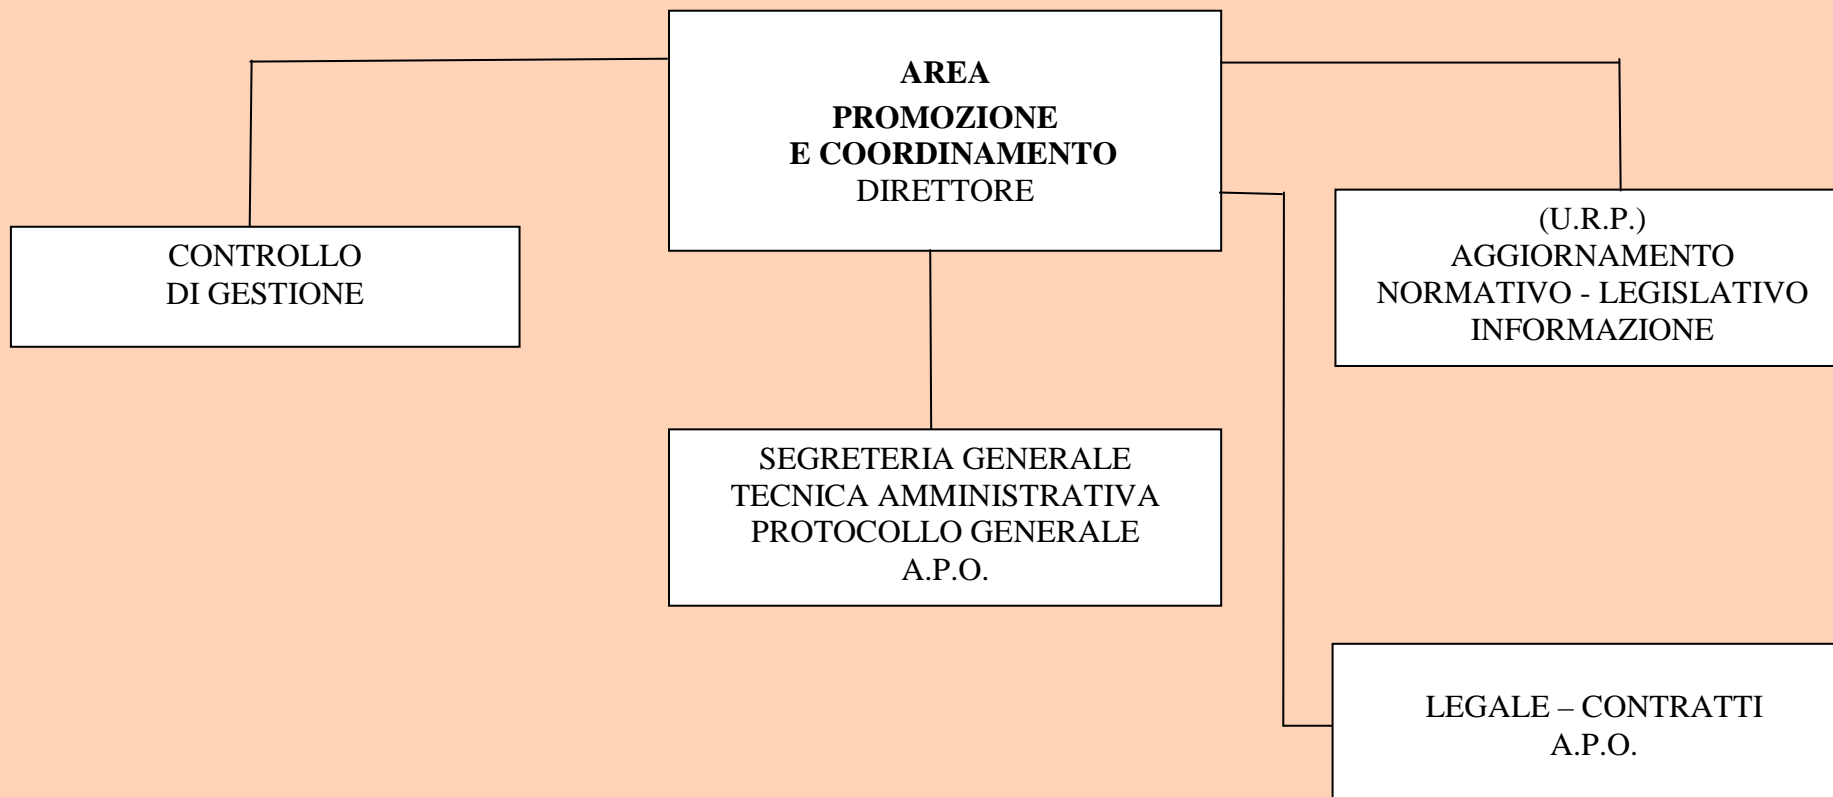 AREA
PROMOZIONE
E COORDINAMENTO
DIRETTORE
CONTROLLO
DI GESTIONE
(U.R.P.)
AGGIORNAMENTO
NORMATIVO - LEGISLATIVO
INFORMAZIONE
SEGRETERIA GENERALE
TECNICA AMMINISTRATIVA
PROTOCOLLO GENERALE
A.P.O.
LEGALE – CONTRATTI
A.P.O.